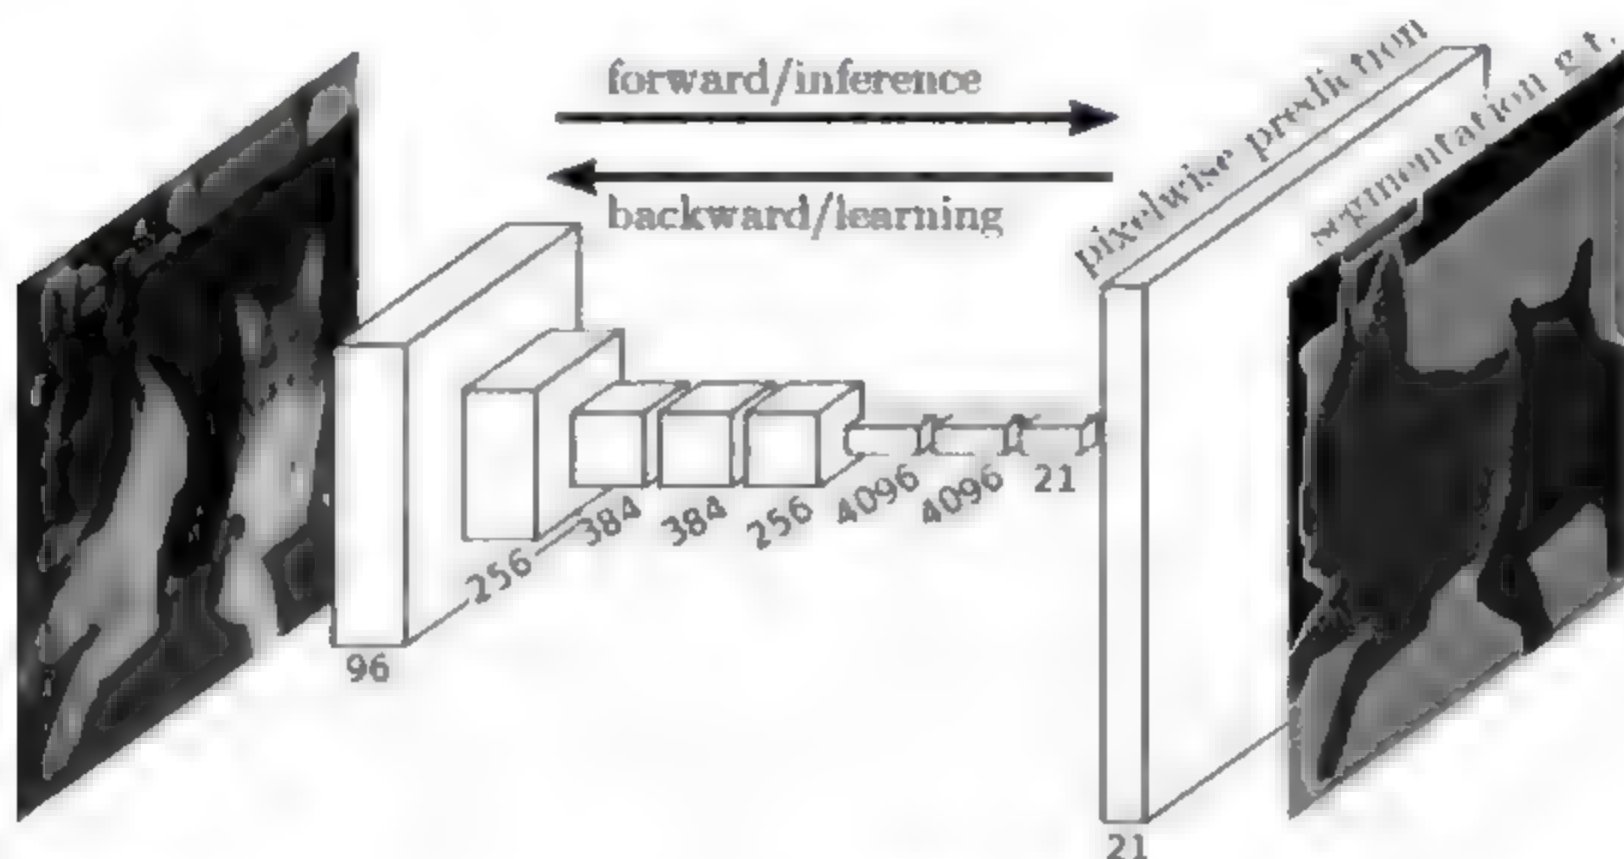 forward/inference
backward/learning
pixelwise prediction
segmentation g.t.
96
256
384
384
256
4096
4096
21
21